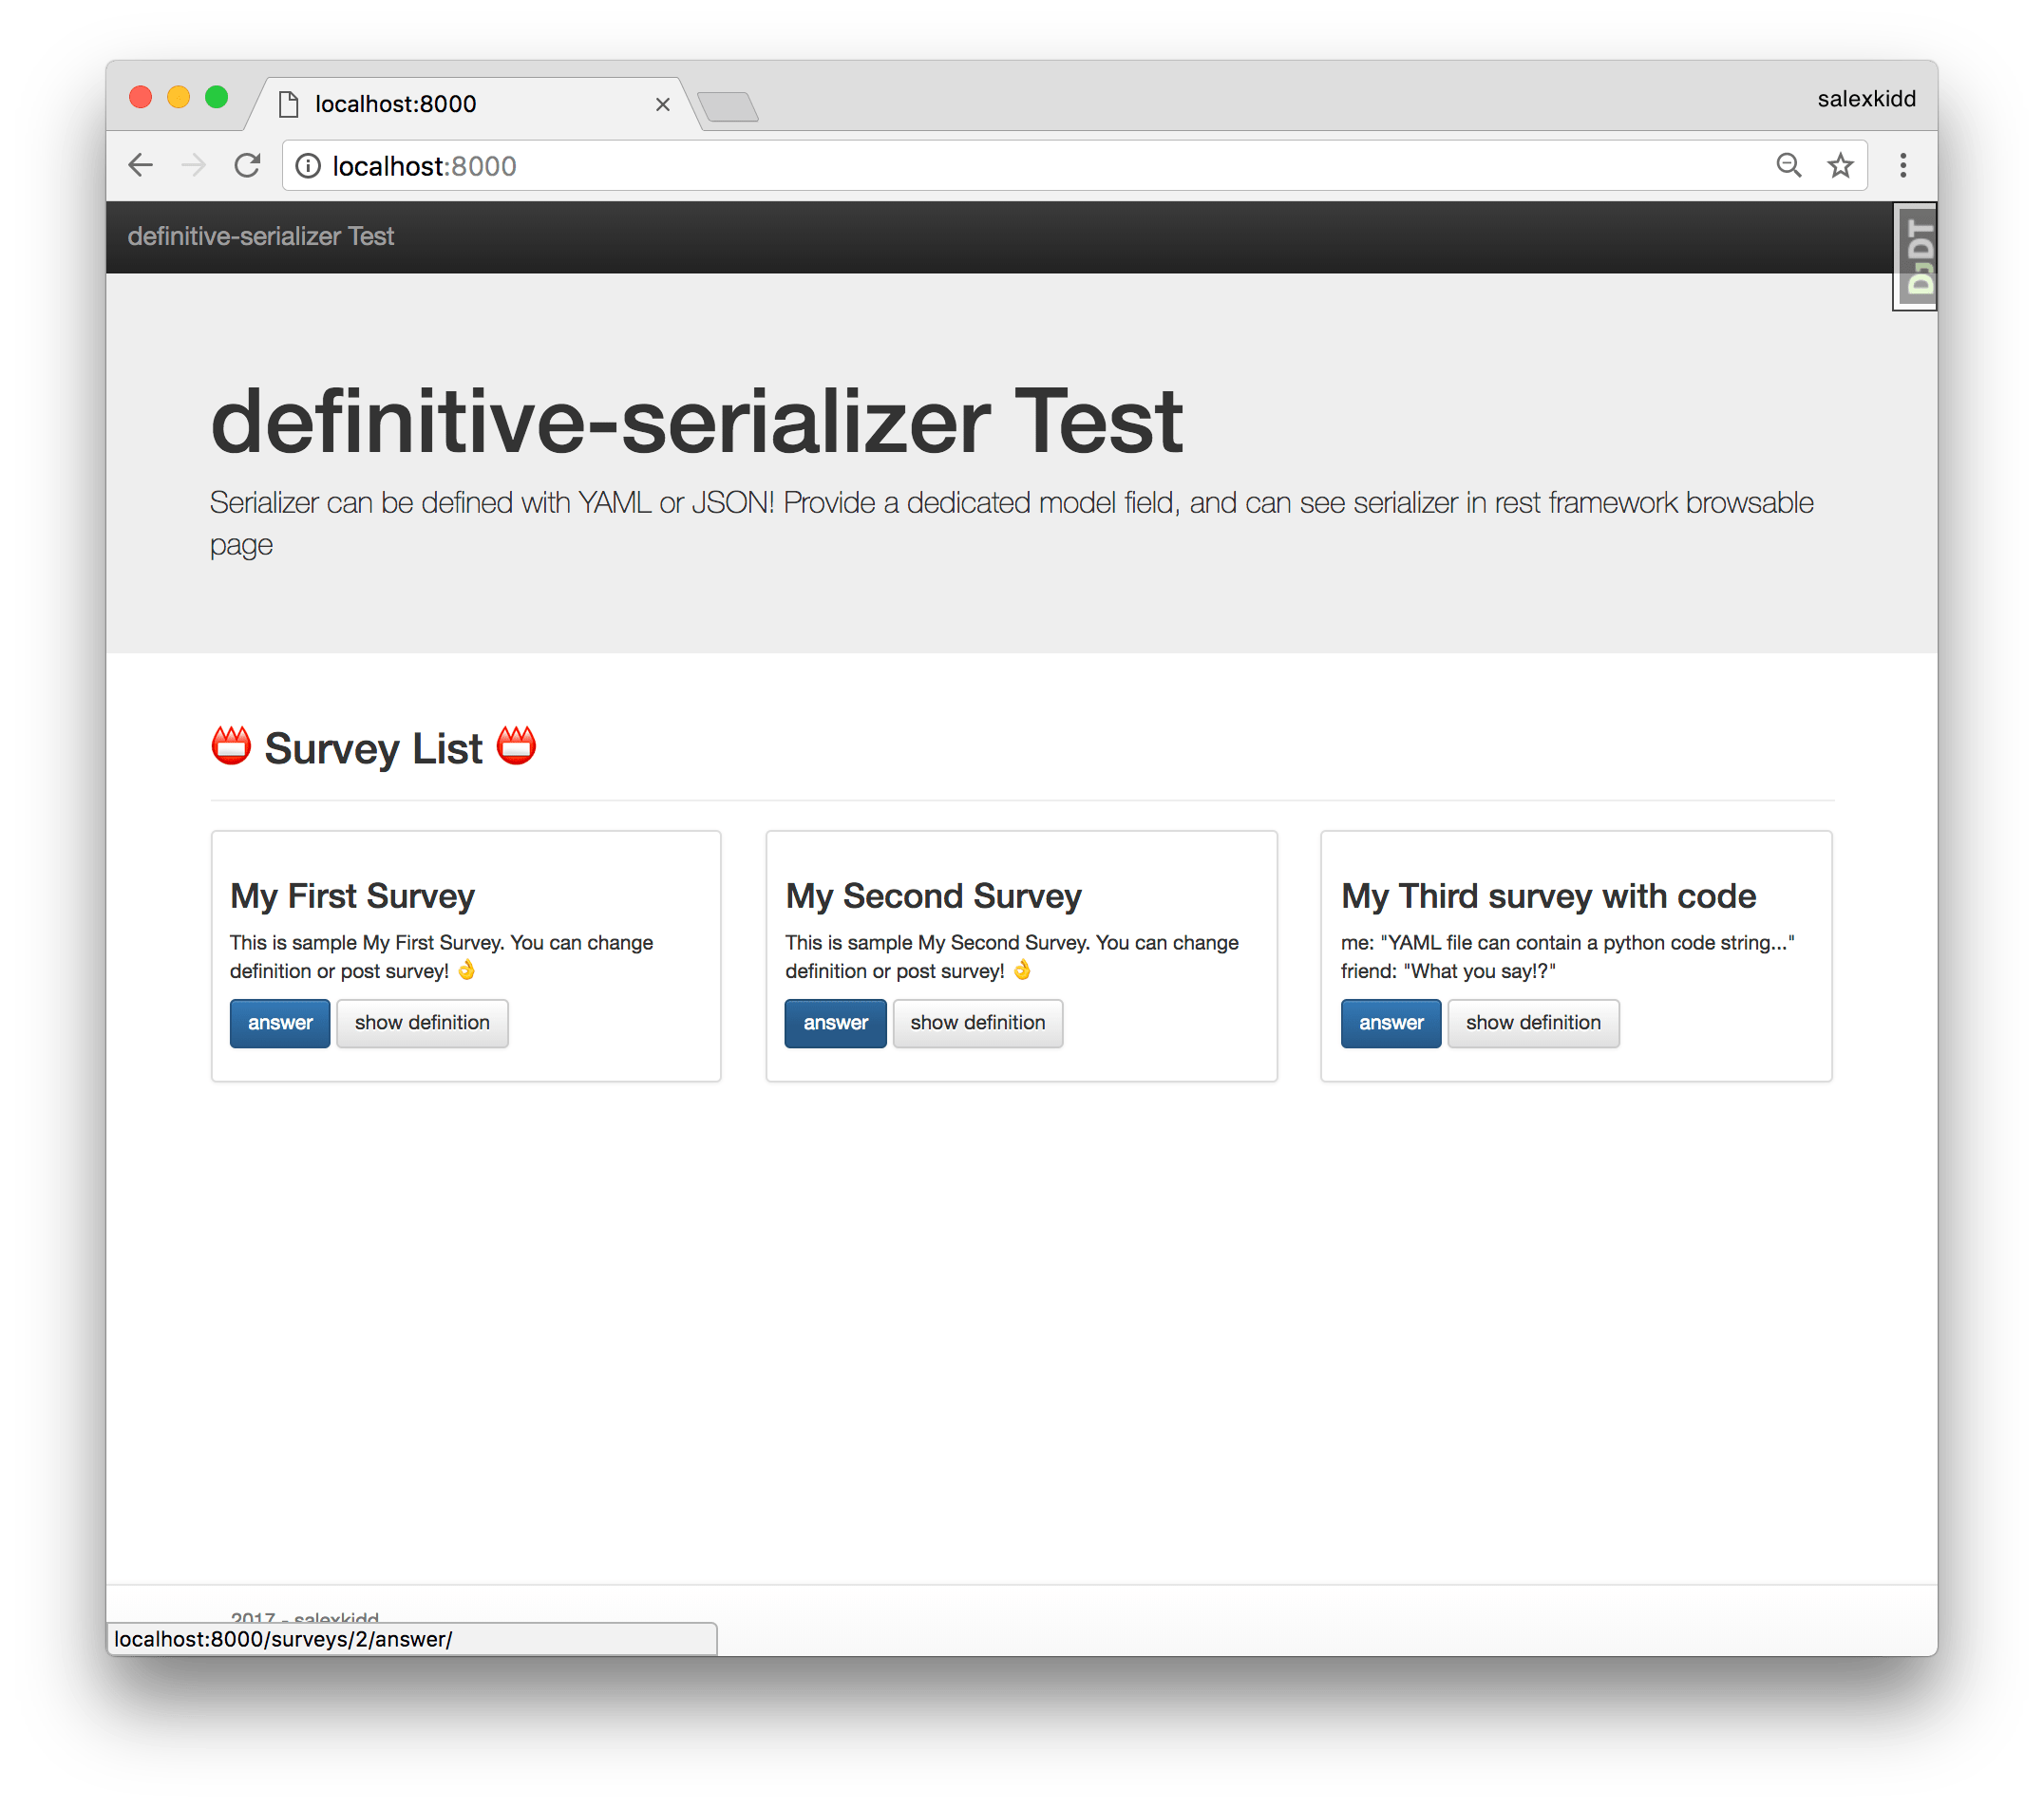 localhost:8000
salexkidd
localhost:8000
definitive-serializer Test
DJDT
definitive-serializer Test
Serializer can be defined with YAML or JSON! Provide a dedicated model field, and can see serializer in rest framework browsable
page
📛 Survey List 📛
My First Survey
This is sample My First Survey. You can change
definition or post survey! 👌
answer
show definition
My Second Survey
This is sample My Second Survey. You can change
definition or post survey! 👌
answer
show definition
My Third survey with code
me: "YAML file can contain a python code string..."
friend: "What you say!?"
answer
show definition
2017 - salexkidd
localhost:8000/surveys/2/answer/